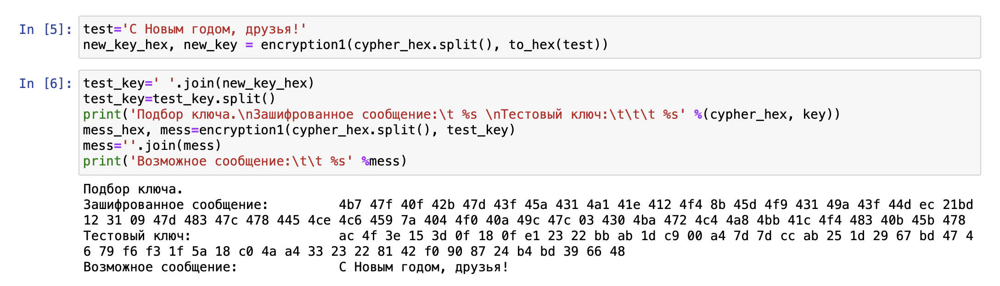 In [5]: test='С Новым годом, друзья!'
new_key_hex, new_key = encryption1(cypher_hex.split(), to_hex(test))
In [6]: test_key=' '.join(new_key_hex)
test_key=test_key.split()
print('Подбор ключа.\nЗашифрованное сообщение:\t %s \nТестовый ключ:\t\t\t %s' %(cypher_hex, key))
mess_hex, mess=encryption1(cypher_hex.split(), test_key)
mess=''.join(mess)
print('Возможное сообщение:\t\t %s' %mess)
Подбор ключа.
Зашифрованное сообщение: 4b7 47f 40f 42b 47d 43f 45a 431 4a1 41e 412 4f4 8b 45d 4f9 431 49a 43f 44d ec 21bd
12 31 09 47d 483 47c 478 445 4ce 4c6 459 7a 404 4f0 40a 49c 47c 03 430 4ba 472 4c4 4a8 4bb 41c 4f4 483 40b 45b 478
Тестовый ключ: ac 4f 3e 15 3d 0f 18 0f e1 23 22 bb ab 1d c9 00 a4 7d 7d cc ab 25 1d 29 67 bd 47 4
6 79 f6 f3 1f 5a 18 c0 4a a4 33 23 22 81 42 f0 90 87 24 b4 bd 39 66 48
Возможное сообщение: С Новым годом, друзья!